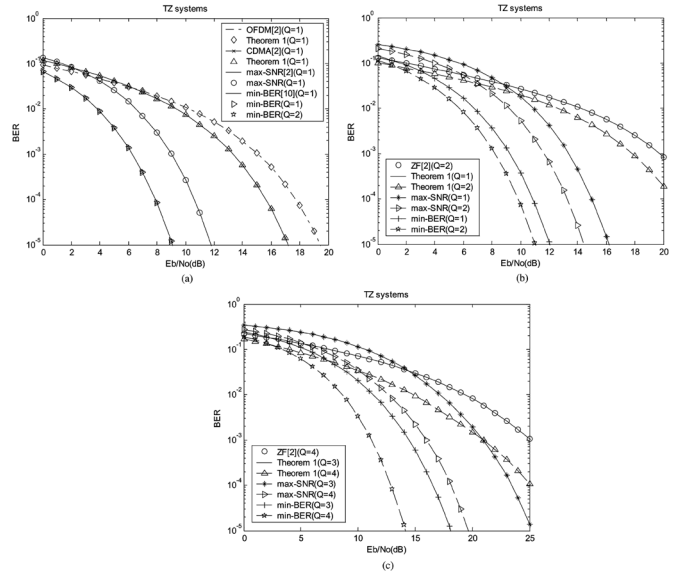 TZ systems
10^0
10^-1
10^-2
10^-3
10^-4
10^-5
BER
OFDM[2](Q=1)
Theorem 1(Q=1)
CDMA[2](Q=1)
Theorem 1(Q=1)
max-SNR[2](Q=1)
max-SNR(Q=1)
min-BER[10](Q=1)
min-BER(Q=1)
min-BER(Q=2)
0 2 4 6 8 10 12 14 16 18 20
Eb/No(dB)
(a)
TZ systems
10^0
10^-1
10^-2
10^-3
10^-4
10^-5
BER
ZF[2](Q=2)
Theorem 1(Q=1)
Theorem 1(Q=2)
max-SNR(Q=1)
max-SNR(Q=2)
min-BER(Q=1)
min-BER(Q=2)
0 2 4 6 8 10 12 14 16 18 20
Eb/No(dB)
(b)
TZ systems
10^0
10^-1
10^-2
10^-3
10^-4
10^-5
BER
ZF[2](Q=4)
Theorem 1(Q=3)
Theorem 1(Q=4)
max-SNR(Q=3)
max-SNR(Q=4)
min-BER(Q=3)
min-BER(Q=4)
0 5 10 15 20 25
Eb/No(dB)
(c)